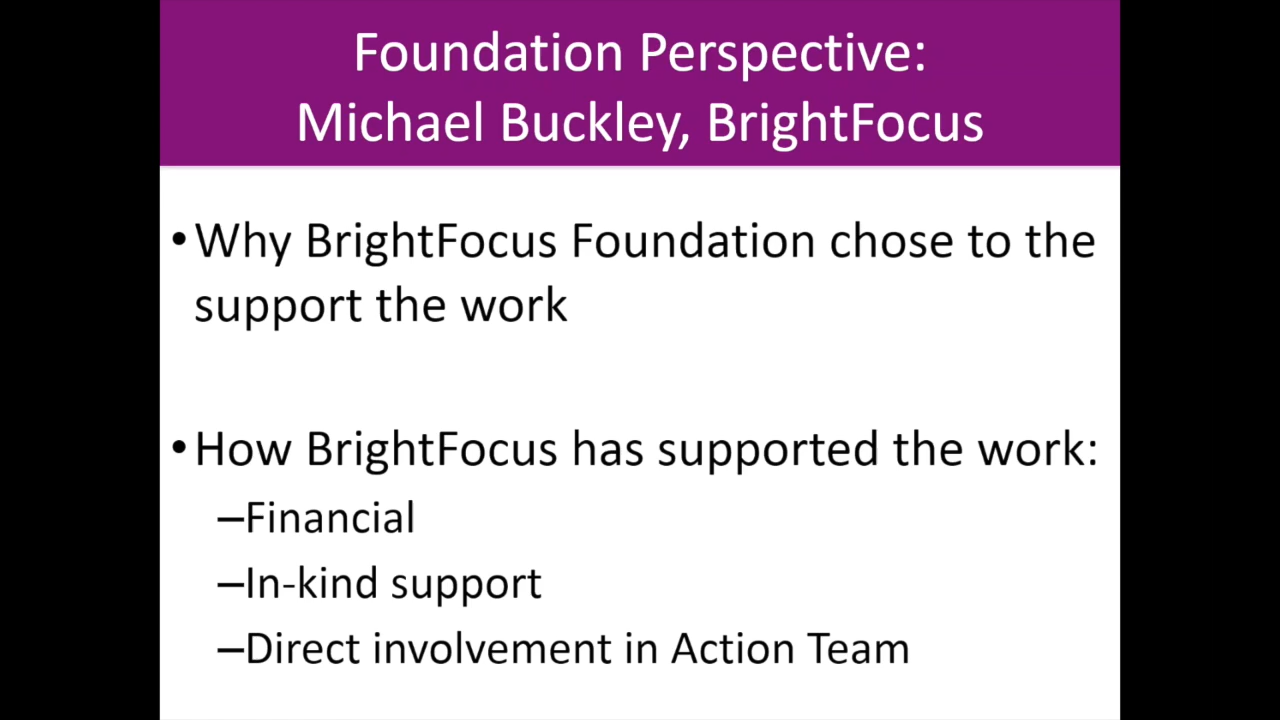 Foundation Perspective:
Michael Buckley, BrightFocus
•Why BrightFocus Foundation chose to the
support the work
•How BrightFocus has supported the work:
–Financial
–In-kind support
–Direct involvement in Action Team